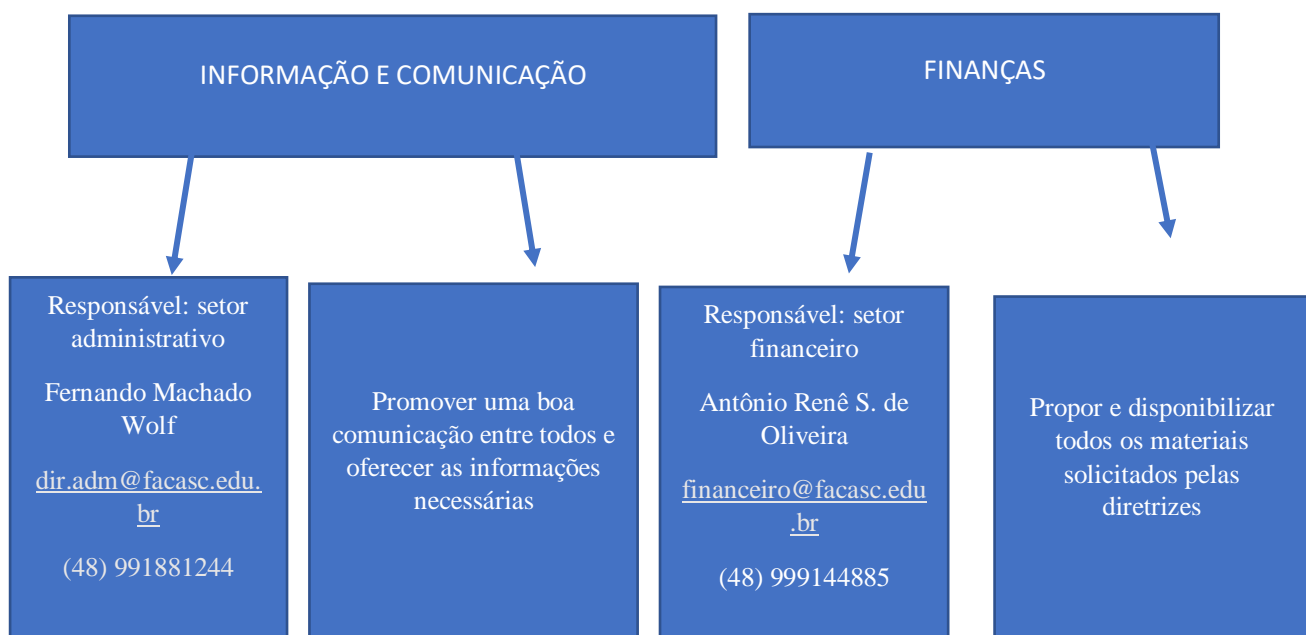 INFORMAÇÃO E COMUNICAÇÃO
FINANÇAS
Responsável: setor
administrativo
Fernando Machado
Wolf
dir.adm@facasc.edu.
br
(48) 991881244
Promover uma boa
comunicação entre todos e
oferecer as informações
necessárias
Responsável: setor
financeiro
Antônio Renê S. de
Oliveira
financeiro@facasc.edu
.br
(48) 999144885
Propor e disponibilizar
todos os materiais
solicitados pelas
diretrizes